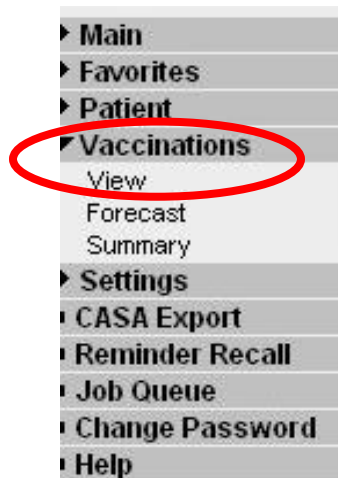 Main
Favorites
Patient
Vaccinations
View
Forecast
Summary
Settings
CASA Export
Reminder Recall
Job Queue
Change Password
Help